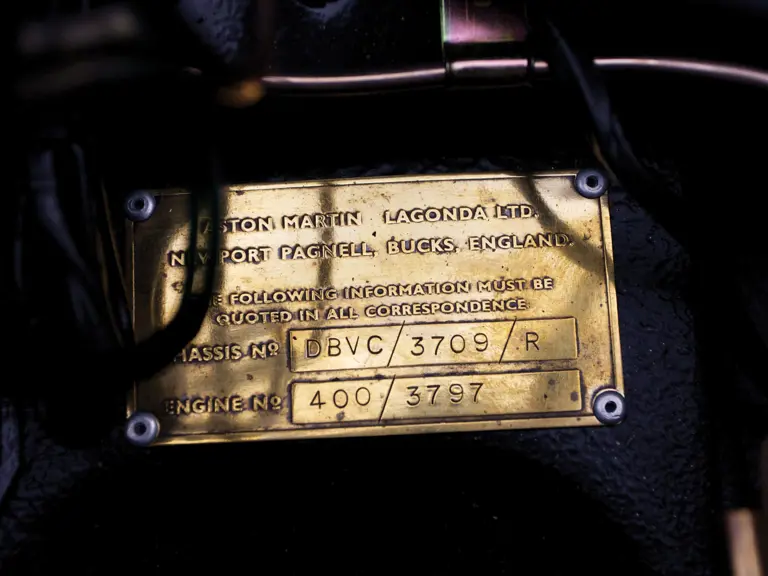 ASTON MARTIN LAGONDA LTD.
NEWPORT PAGNELL, BUCKS, ENGLAND.
THE FOLLOWING INFORMATION MUST BE
QUOTED IN ALL CORRESPONDENCE
CHASSIS Nº DBVC/3709/R
ENGINE Nº 400/3797